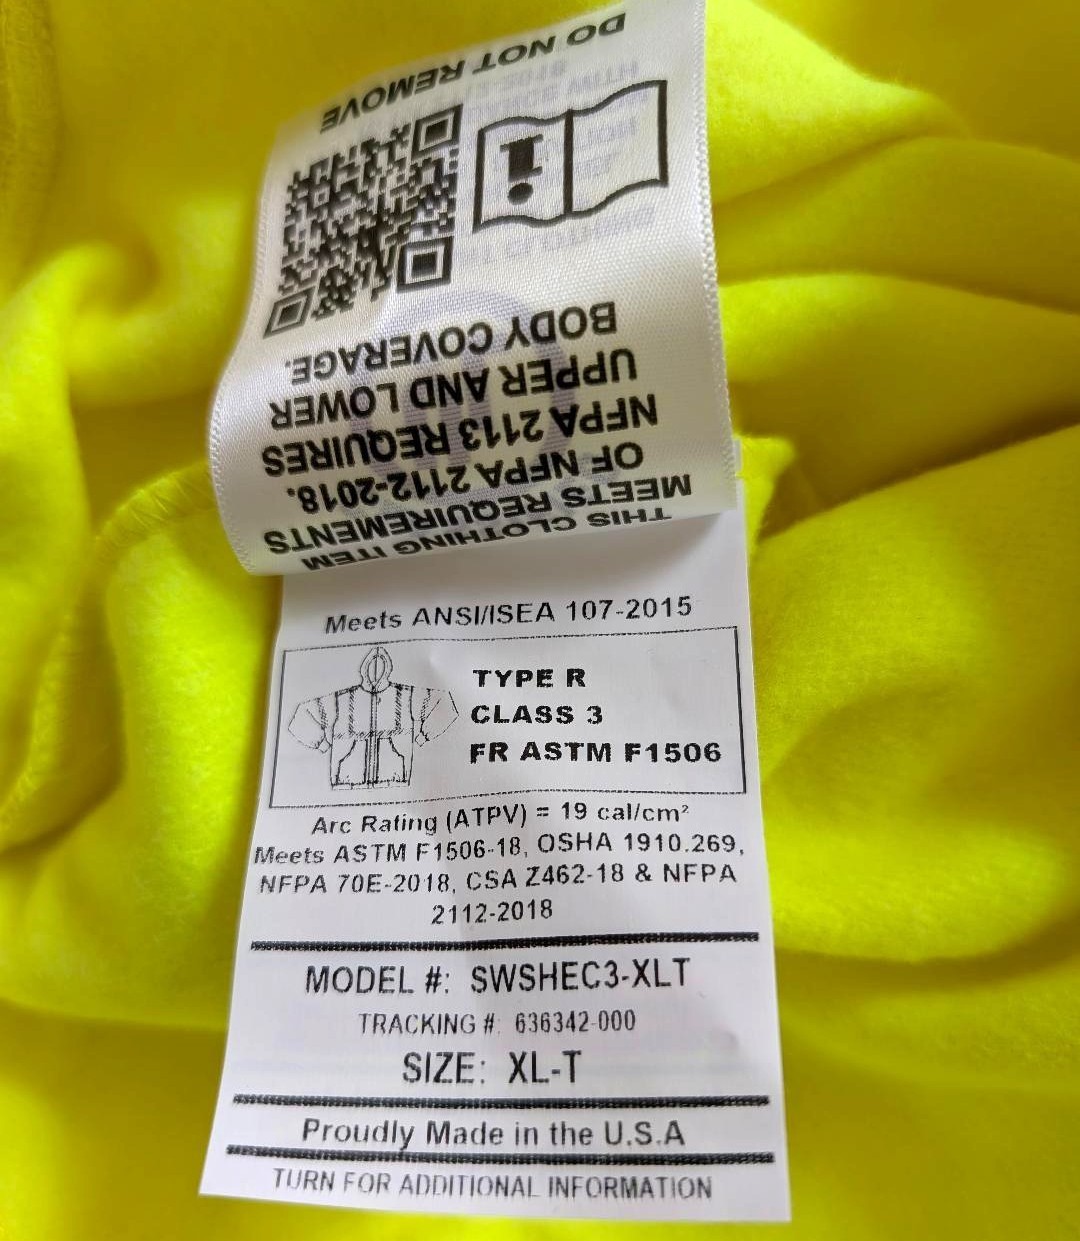 THIS CLOTHING ITEM
MEETS REQUIREMENTS
OF NFPA 2112-2018.
NFPA 2113 REQUIRES
UPPER AND LOWER
BODY COVERAGE.
i
DO NOT REMOVE
Meets ANSI/ISEA 107-2015
TYPE R
CLASS 3
FR ASTM F1506
Arc Rating (ATPV) = 19 cal/cm²
Meets ASTM F1506-18, OSHA 1910.269,
NFPA 70E-2018, CSA Z462-18 & NFPA
2112-2018
MODEL #: SWSHEC3-XLT
TRACKING #: 636342-000
SIZE: XL-T
Proudly Made in the U.S.A
TURN FOR ADDITIONAL INFORMATION